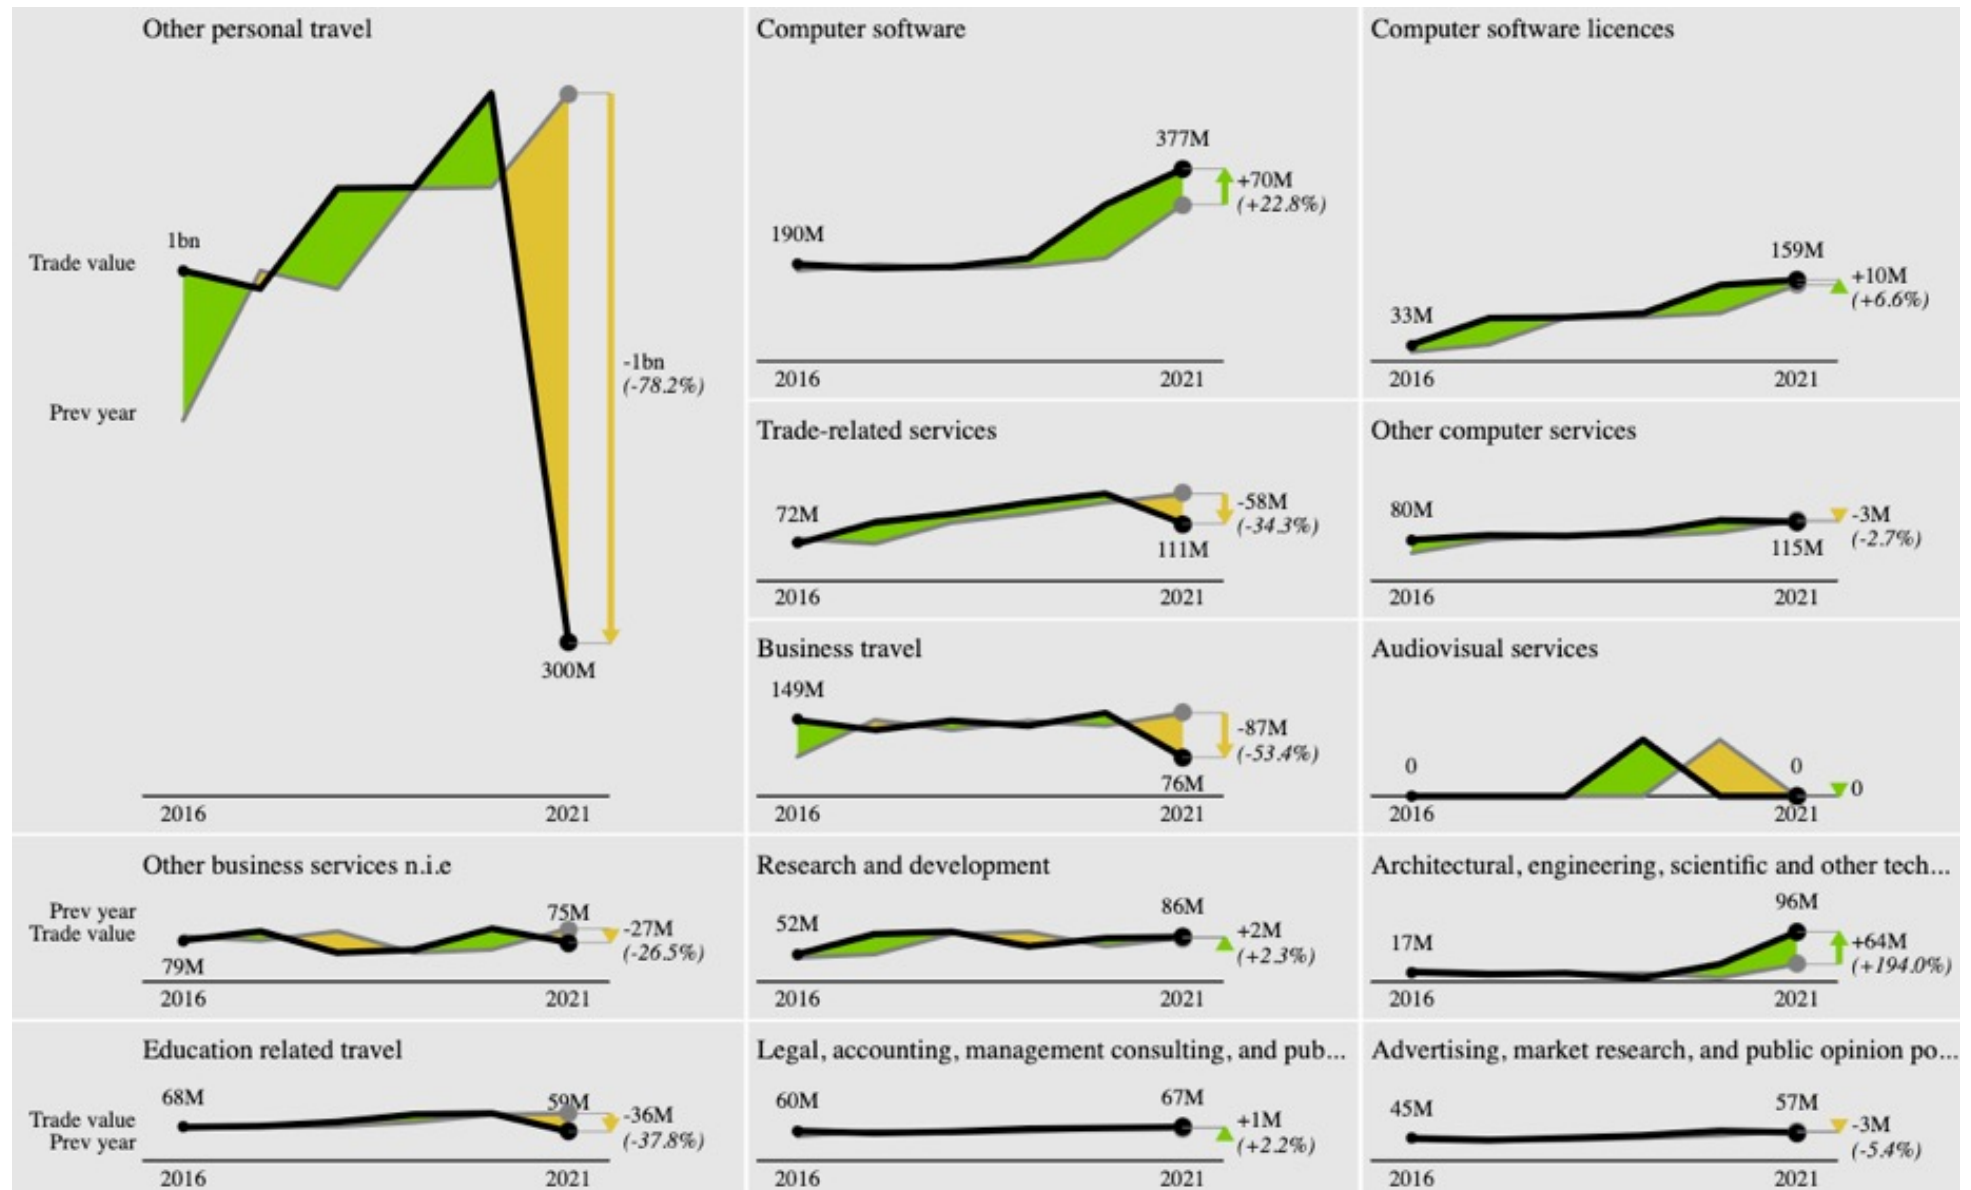 Other personal travel
1bn
Trade value
Prev year
-1bn
(-78.2%)
300M
2016 2021
Computer software
377M
+70M
(+22.8%)
190M
2016 2021
Computer software licences
159M
+10M
(+6.6%)
33M
2016 2021
Trade-related services
72M
-58M
(-34.3%)
111M
2016 2021
Other computer services
80M
-3M
(-2.7%)
115M
2016 2021
Business travel
149M
-87M
(-53.4%)
76M
2016 2021
Audiovisual services
0 0
0
2016 2021
Other business services n.i.e
Prev year
Trade value
75M
-27M
(-26.5%)
79M
2016 2021
Research and development
52M
86M
+2M
(+2.3%)
2016 2021
Architectural, engineering, scientific and other tech...
96M
17M
+64M
(+194.0%)
2016 2021
Education related travel
68M
59M
Trade value
Prev year
-36M
(-37.8%)
2016 2021
Legal, accounting, management consulting, and pub...
60M
67M
+1M
(+2.2%)
2016 2021
Advertising, market research, and public opinion po...
45M
57M
-3M
(-5.4%)
2016 2021